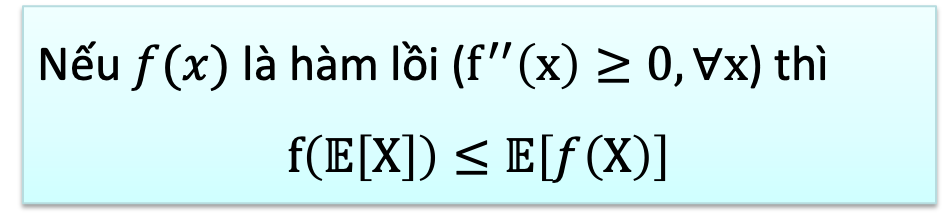 Nếu f(x) là hàm lồi (f′′(x) ≥ 0, ∀x) thì
f(𝔼[X]) ≤ 𝔼[f(X)]